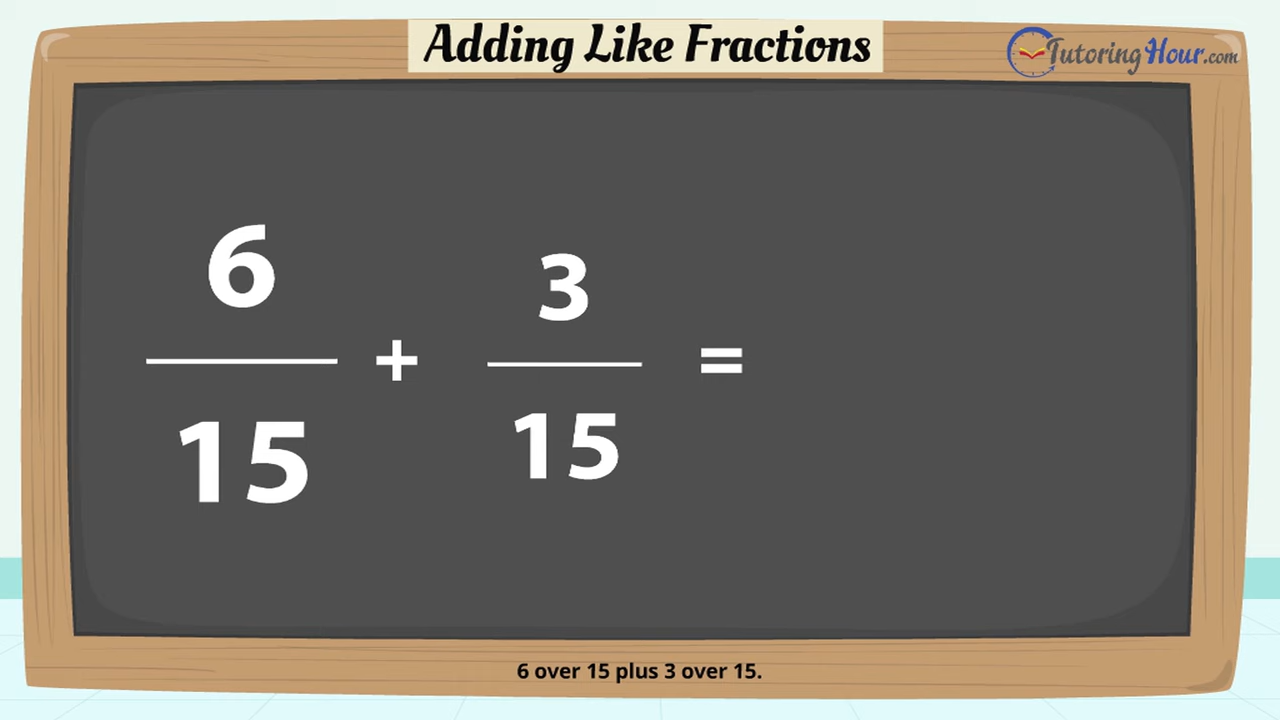 Adding Like Fractions
TutoringHour.com
6/15 + 3/15 =
6 over 15 plus 3 over 15.